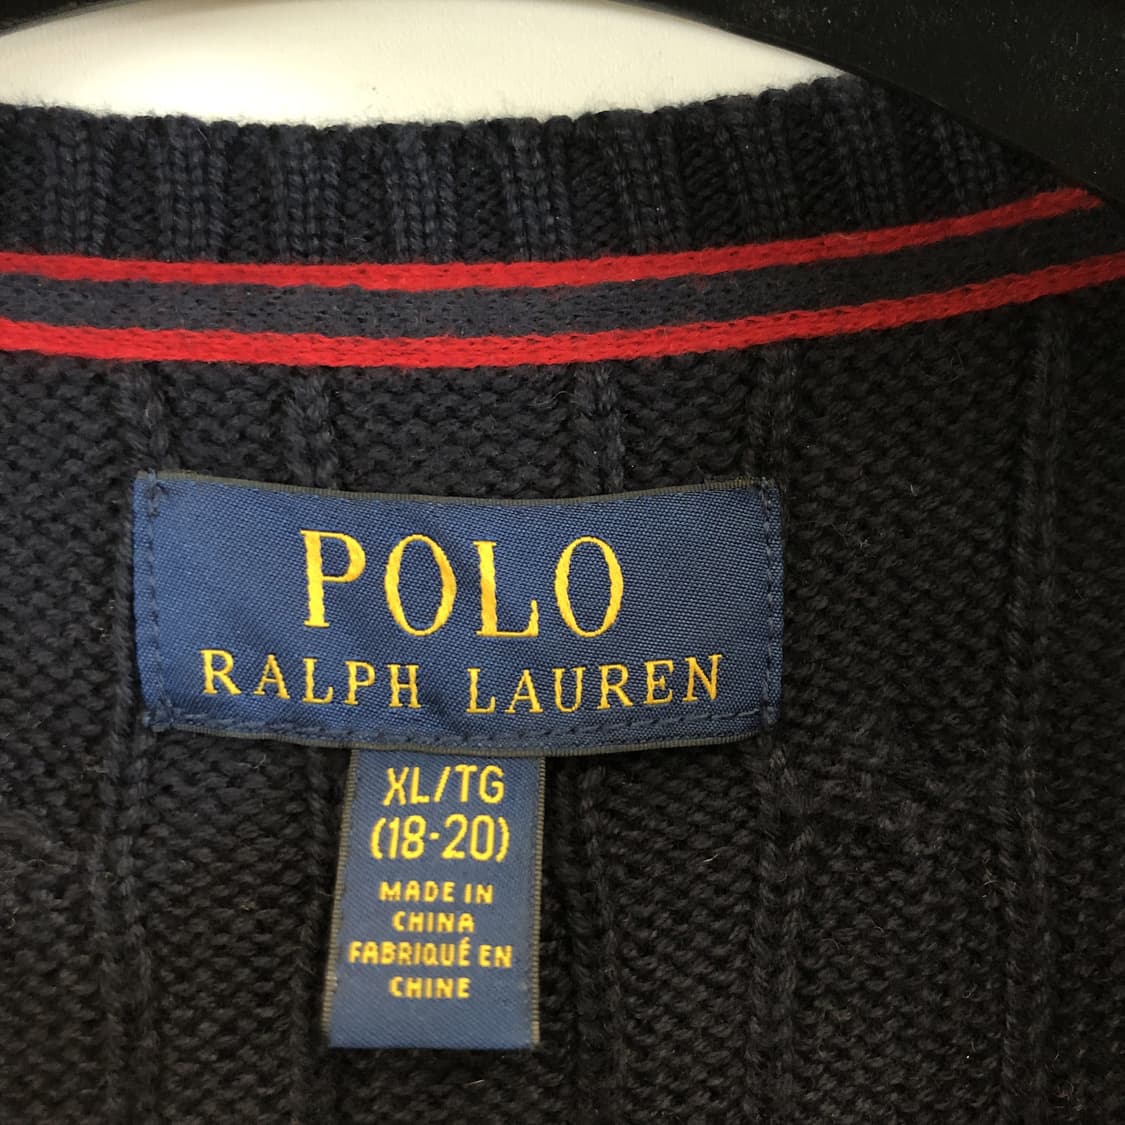 POLO
RALPH LAUREN
XL/TG
(18-20)
MADE IN
CHINA
FABRIQUÉ EN
CHINE